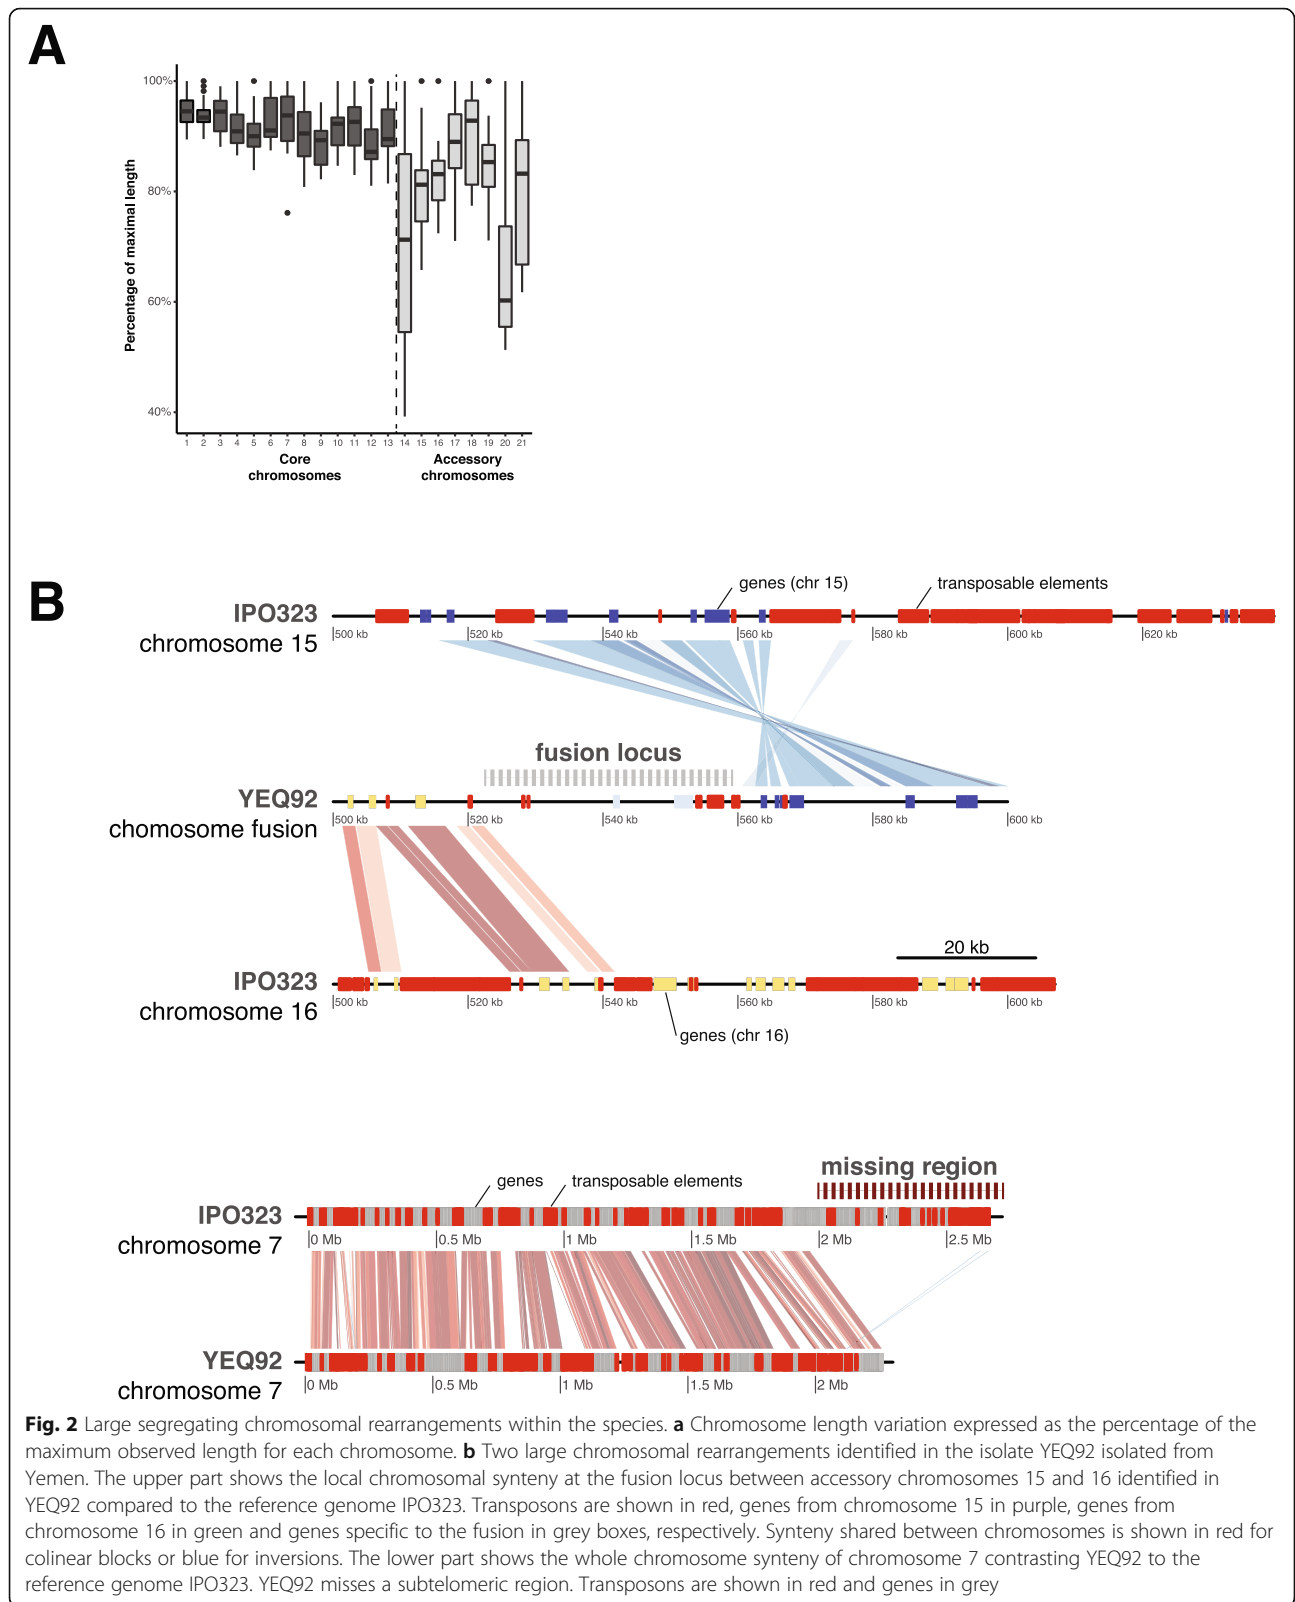 A
100%
80%
60%
40%
Percentage of maximal length
1 2 3 4 5 6 7 8 9 10 11 12 13 14 15 16 17 18 19 20 21
Core
chromosomes
Accessory
chromosomes
B
genes (chr 15)
transposable elements
IPO323
chromosome 15
500 kb 520 kb 540 kb 560 kb 580 kb 600 kb 620 kb
fusion locus
YEQ92
chomosome fusion
500 kb 520 kb 540 kb 560 kb 580 kb 600 kb
20 kb
IPO323
chromosome 16
500 kb 520 kb 540 kb 560 kb 580 kb 600 kb
genes (chr 16)
missing region
genes
transposable elements
IPO323
chromosome 7
0 Mb 0.5 Mb 1 Mb 1.5 Mb 2 Mb 2.5 Mb
YEQ92
chromosome 7
0 Mb 0.5 Mb 1 Mb 1.5 Mb 2 Mb
Fig. 2 Large segregating chromosomal rearrangements within the species. a Chromosome length variation expressed as the percentage of the
maximum observed length for each chromosome. b Two large chromosomal rearrangements identified in the isolate YEQ92 isolated from
Yemen. The upper part shows the local chromosomal synteny at the fusion locus between accessory chromosomes 15 and 16 identified in
YEQ92 compared to the reference genome IPO323. Transposons are shown in red, genes from chromosome 15 in purple, genes from
chromosome 16 in green and genes specific to the fusion in grey boxes, respectively. Synteny shared between chromosomes is shown in red for
colinear blocks or blue for inversions. The lower part shows the whole chromosome synteny of chromosome 7 contrasting YEQ92 to the
reference genome IPO323. YEQ92 misses a subtelomeric region. Transposons are shown in red and genes in grey